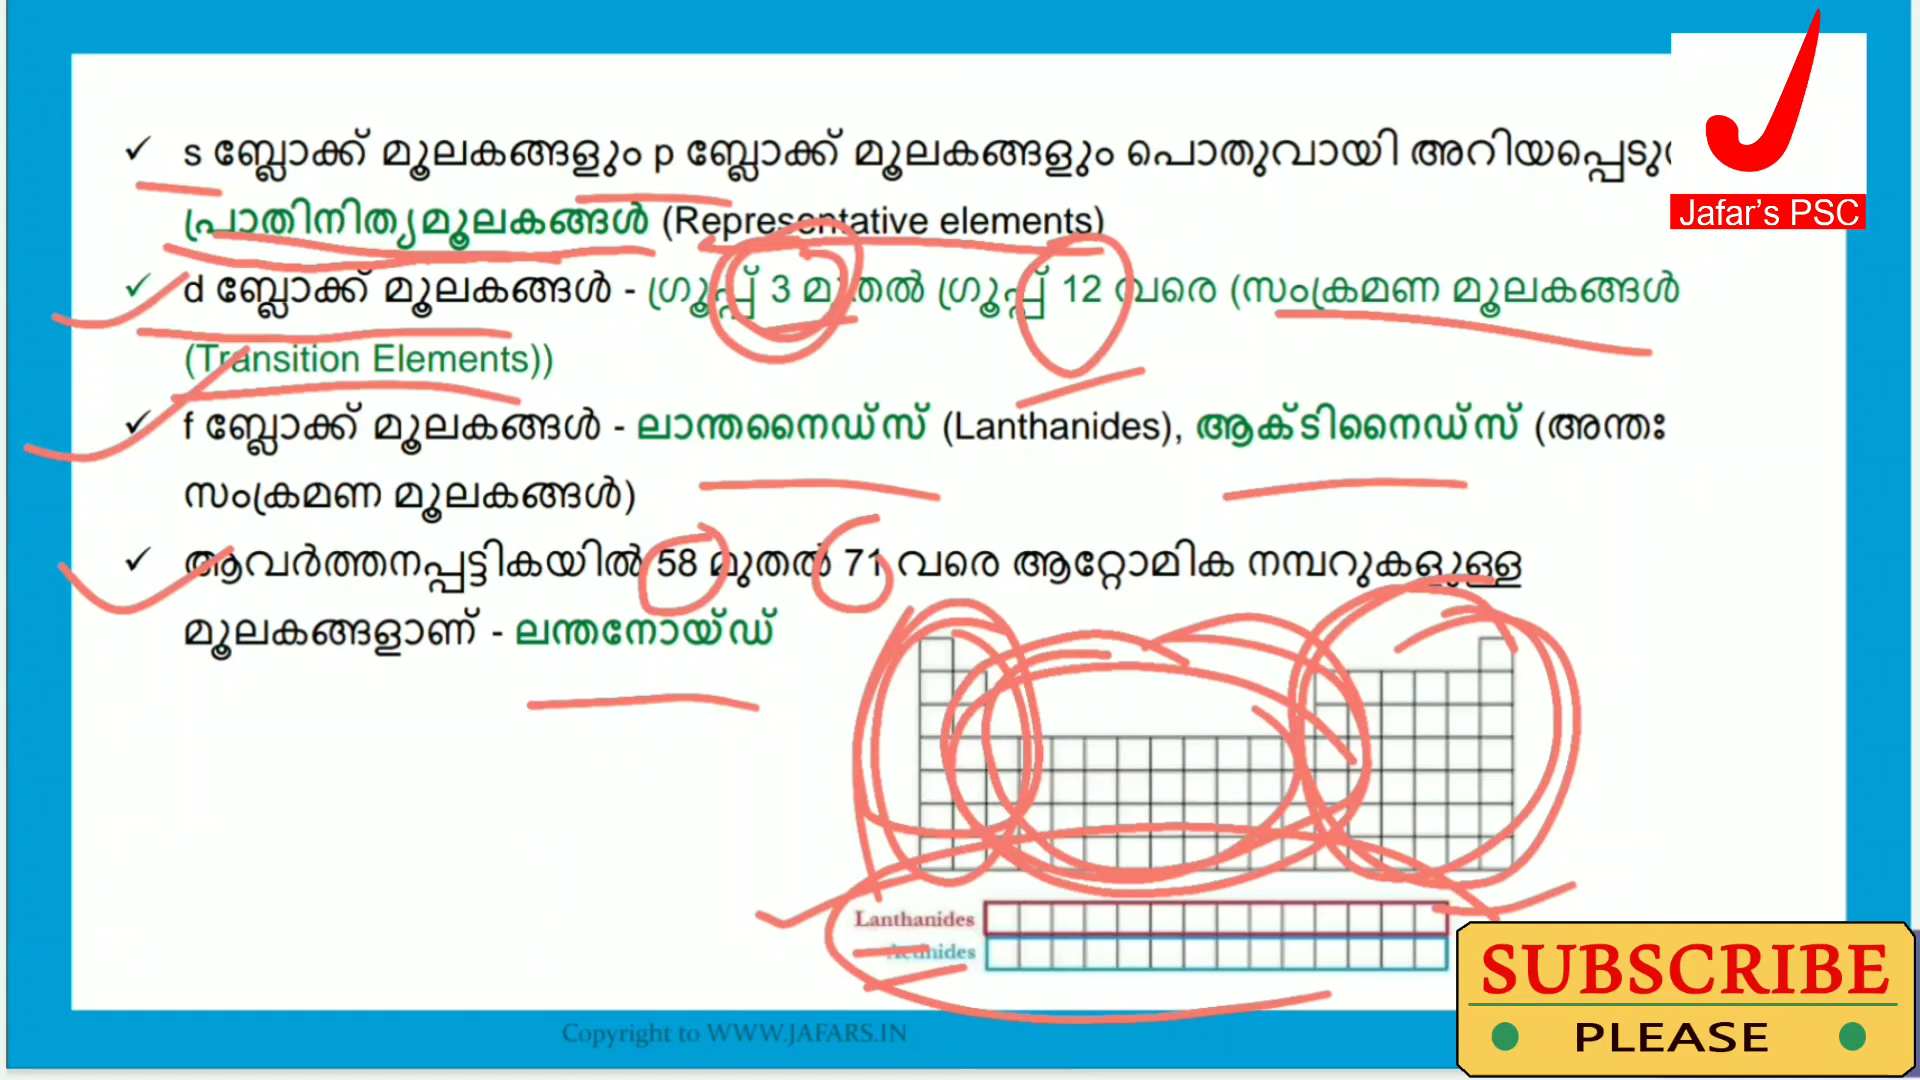 s ബ്ലോക്ക് മൂലകങ്ങളും p ബ്ലോക്ക് മൂലകങ്ങളും പൊതുവായി
പ്രാതിനിത്യമൂലകങ്ങൾ (Representative elements)
d ബ്ലോക്ക് മൂലകങ്ങൾ - ഗ്രൂപ്പ് 3 മുതൽ ഗ്രൂപ്പ് 12 വരെ (സംക്രമണ മൂലകങ്ങൾ
(Transition Elements))
f ബ്ലോക്ക് മൂലകങ്ങൾ - ലാന്തനൈഡ്സ് (Lanthanides), ആക്ടിനൈഡ്സ് (അന്തഃ
സംക്രമണ മൂലകങ്ങൾ)
ആവർത്തനപ്പട്ടികയിൽ 58 മുതൽ 71 വരെ ആറ്റോമിക നമ്പറുകളുള്ള
മൂലകങ്ങളാണ് - ലന്തനോയ്ഡ്
Lanthanides
Actinides
Copyright to WWW.JAFARS.IN
Jafar's PSC
SUBSCRIBE
PLEASE